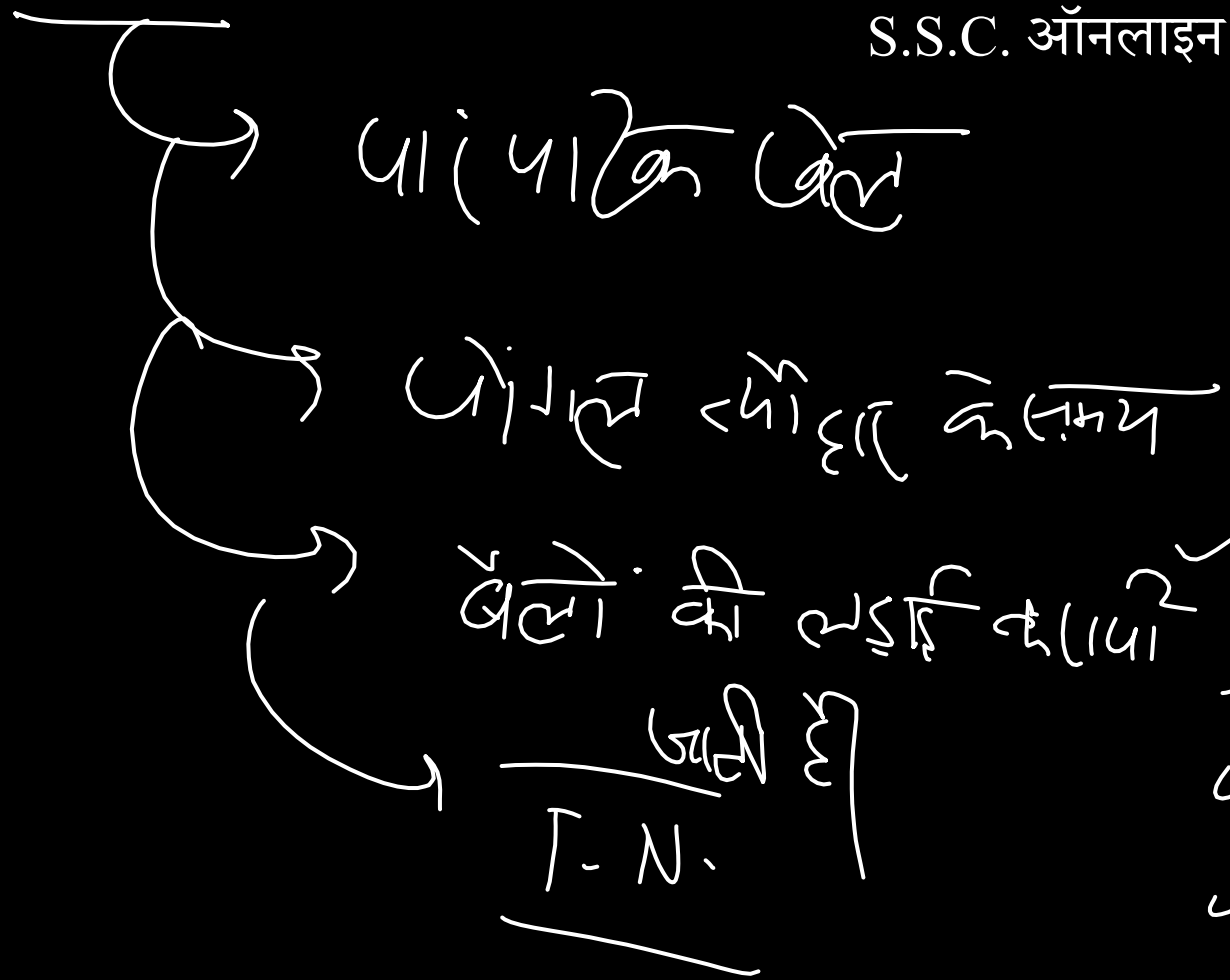 S.S.C. ऑनलाइन
पारंपारिक खेल
पोंगल त्यौहार के समय
बैलों की लड़ाई करायी
जाती है।
T.N.